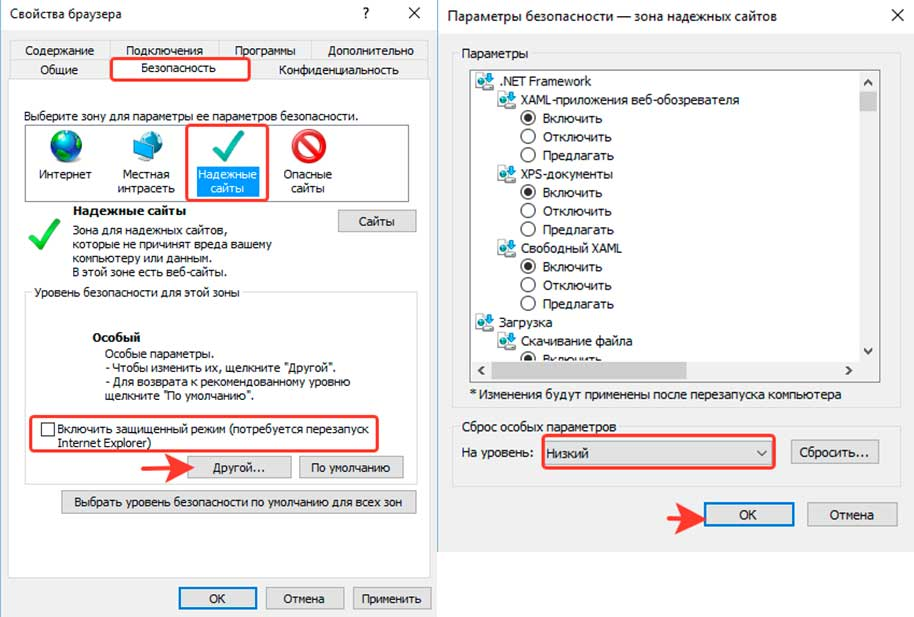 Свойства браузера
?
Содержание
Подключения
Программы
Дополнительно
Общие
Безопасность
Конфиденциальность
Выберите зону для параметры ее параметров безопасности.
Интернет
Местная
интрасеть
Надежные
сайты
Опасные
сайты
Надежные сайты
Зона для надежных сайтов,
которые не причинят вреда вашему
компьютеру или данным.
В этой зоне есть веб-сайты.
Сайты
Уровень безопасности для этой зоны
Особый
Особые параметры.
- Чтобы изменить их, щелкните "Другой".
- Для возврата к рекомендованному уровню
щелкните "По умолчанию".
Включить защищенный режим (потребуется перезапуск
Internet Explorer)
Другой...
По умолчанию
Выбрать уровень безопасности по умолчанию для всех зон
ОК
Отмена
Применить
Параметры безопасности — зона надежных сайтов
Параметры
.NET Framework
XAML-приложения веб-обозревателя
Включить
Отключить
Предлагать
XPS-документы
Включить
Отключить
Предлагать
Свободный XAML
Включить
Отключить
Предлагать
Загрузка
Скачивание файла
Включить
* Изменения будут применены после перезапуска компьютера
Сброс особых параметров
На уровень:
Низкий
Сбросить...
ОК
Отмена